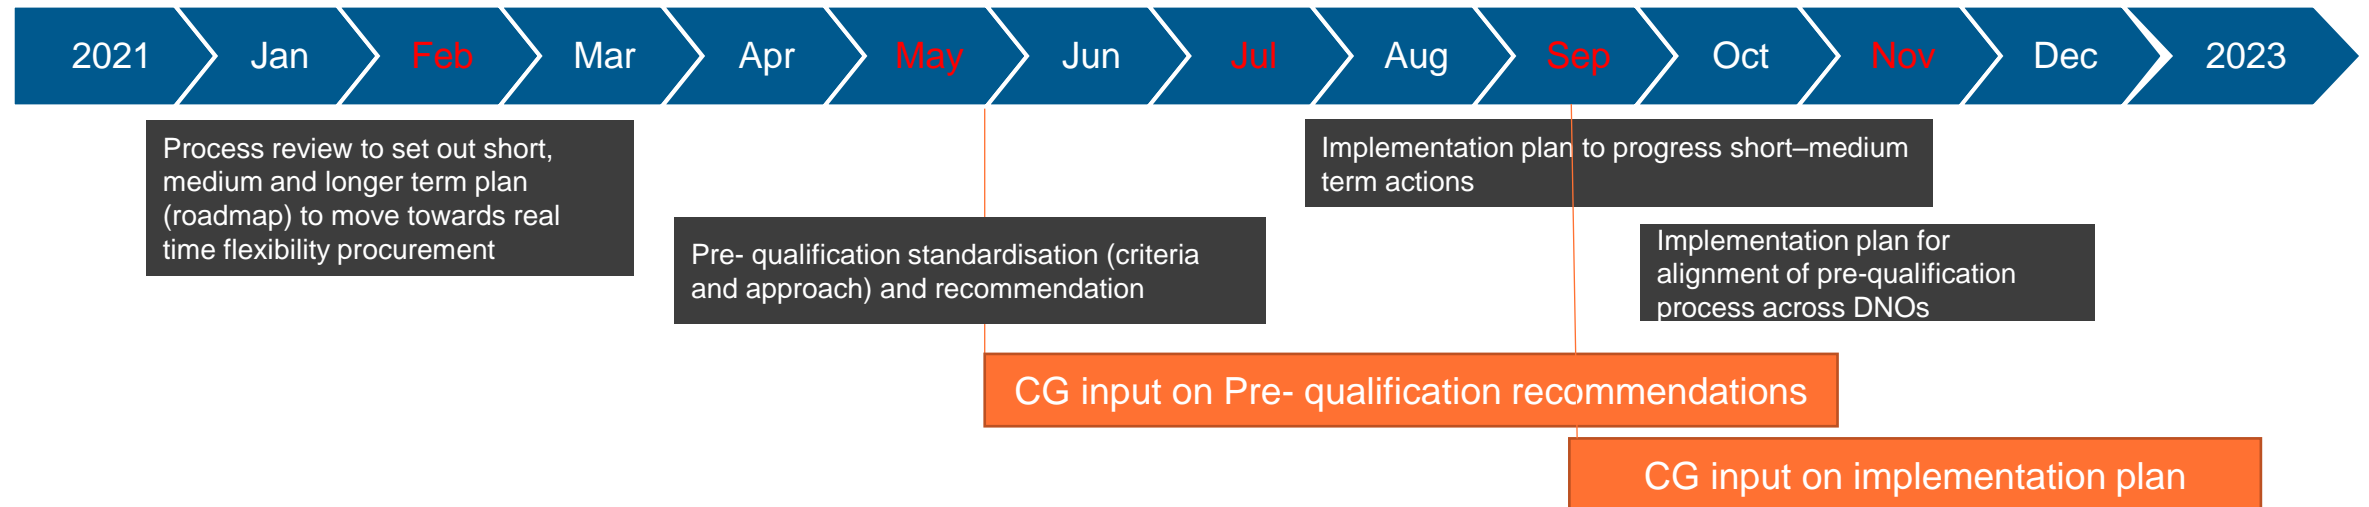 2021 Jan Feb Mar Apr May Jun Jul Aug Sep Oct Nov Dec 2023
Process review to set out short,
medium and longer term plan
(roadmap) to move towards real
time flexibility procurement
Pre- qualification standardisation (criteria
and approach) and recommendation
Implementation plan to progress short–medium
term actions
Implementation plan for
alignment of pre-qualification
process across DNOs
CG input on Pre- qualification recommendations
CG input on implementation plan